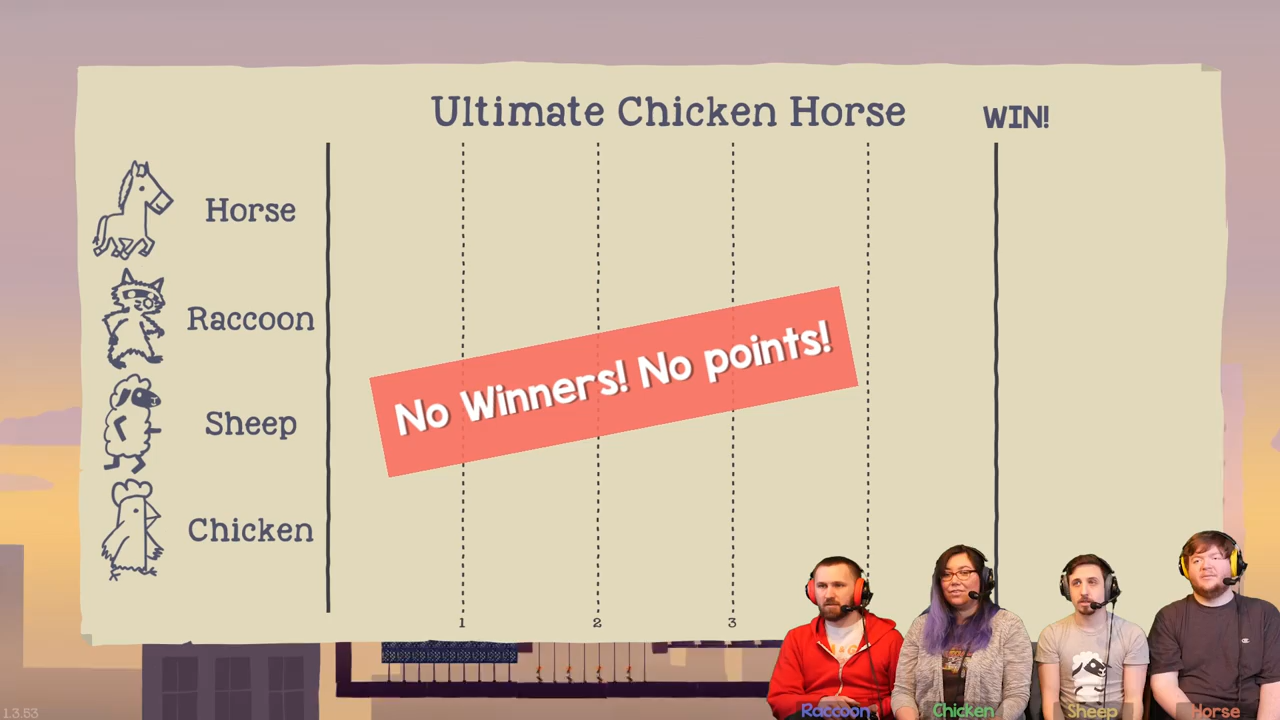 Ultimate Chicken Horse
WIN!
Horse
Raccoon
Sheep
Chicken
No Winners! No points!
1
2
3
Raccoon
Chicken
Sheep
Horse
1.3.53